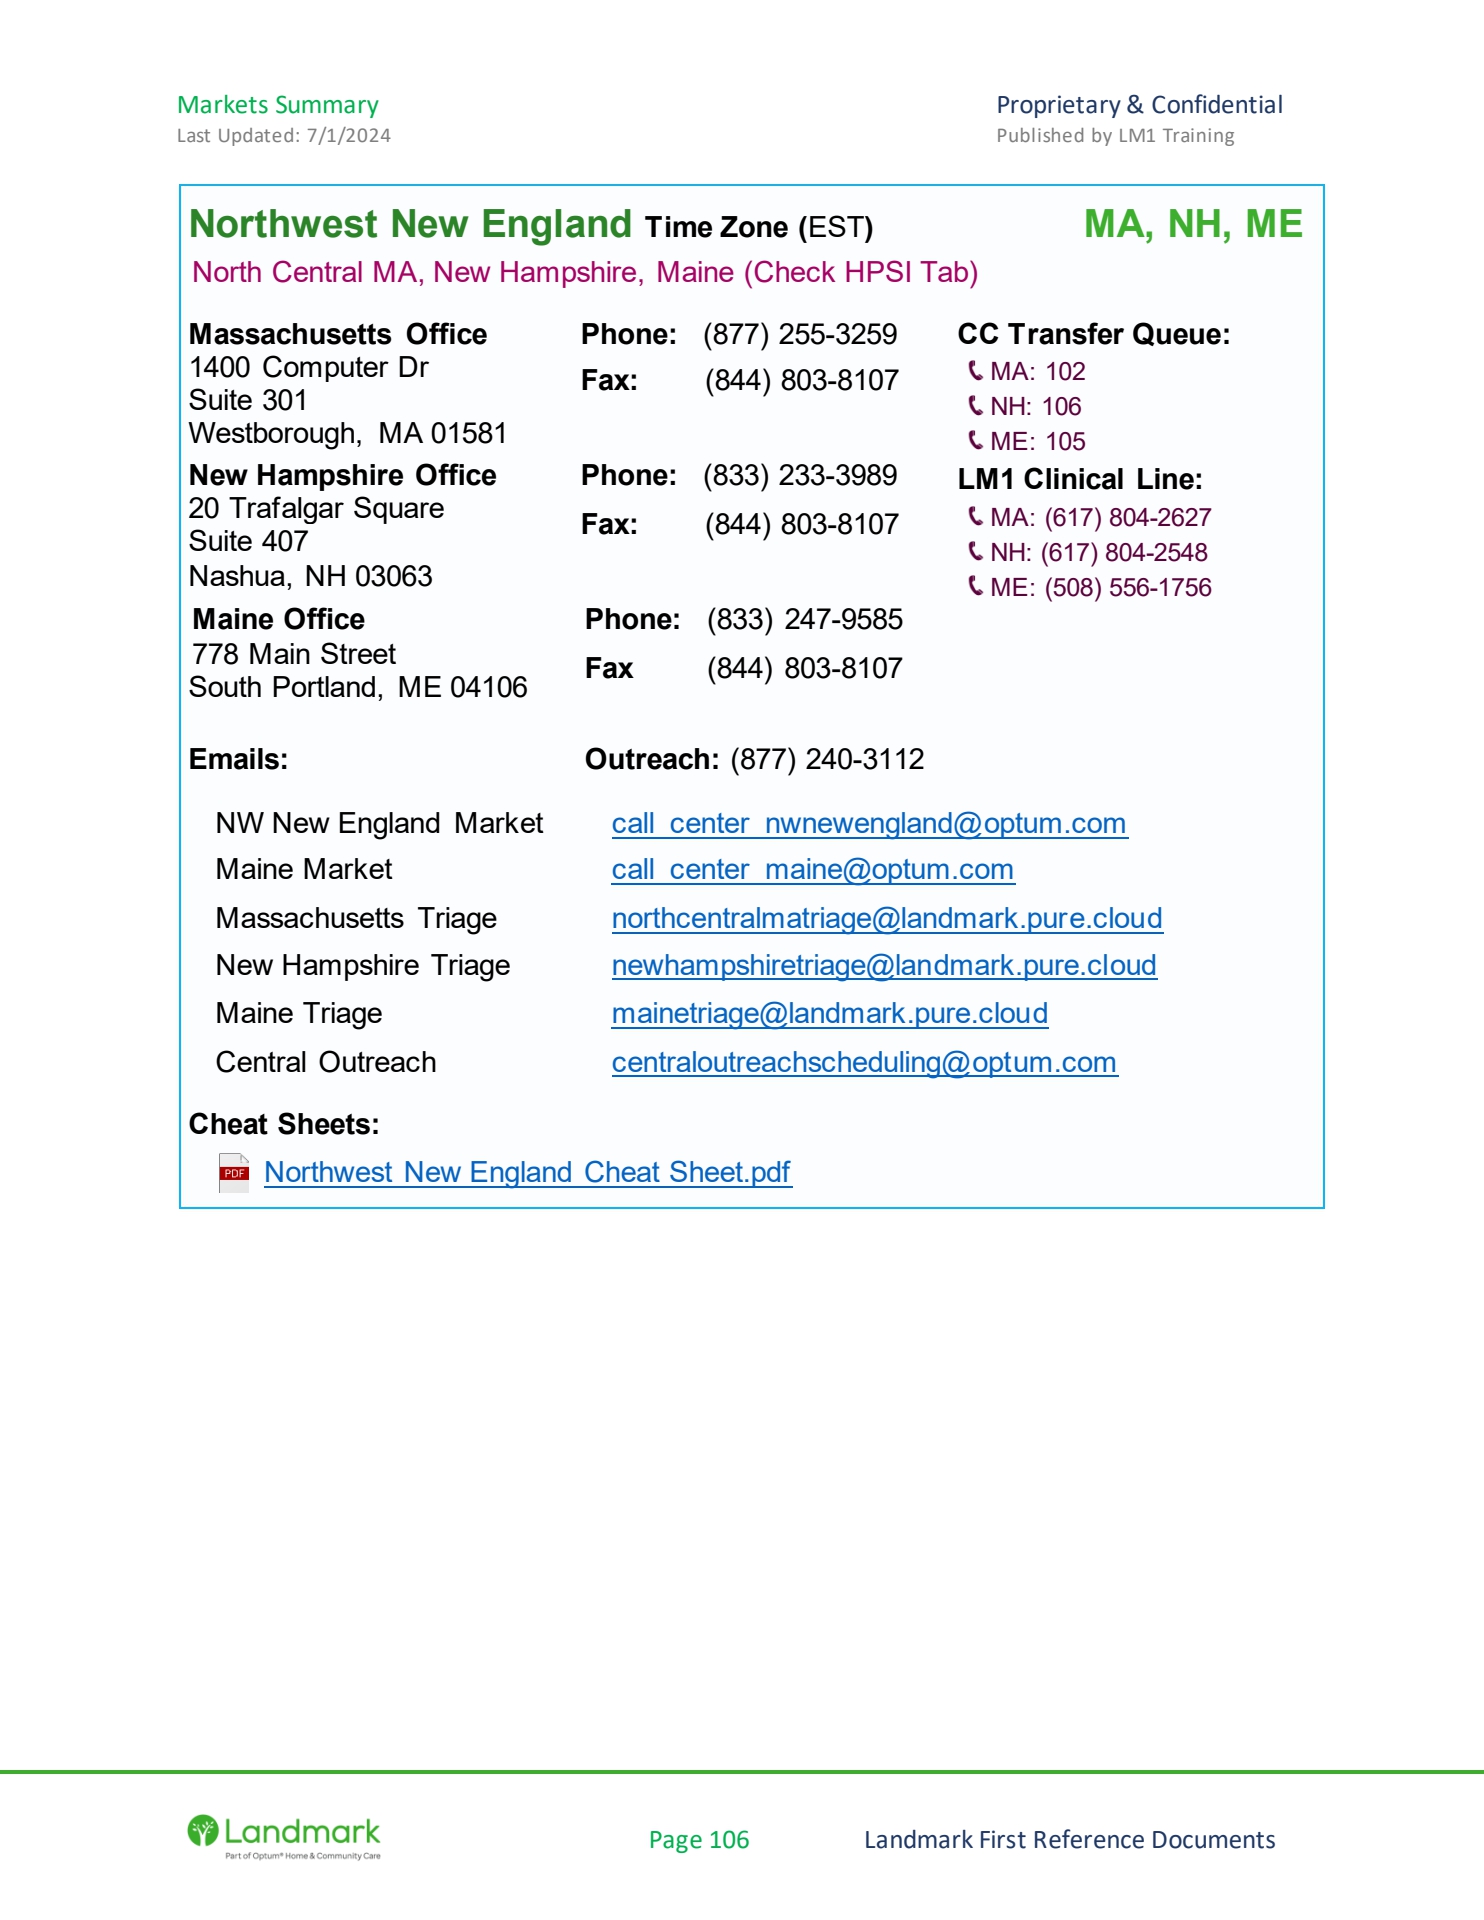 Markets Summary
Proprietary & Confidential
Last Updated: 7/1/2024
Published by LM1 Training
Northwest New England Time Zone (EST)
MA, NH, ME
North Central MA, New Hampshire, Maine (Check HPSI Tab)
Massachusetts Office
1400 Computer Dr
Suite 301
Westborough, MA 01581
Phone: (877) 255-3259
Fax: (844) 803-8107
New Hampshire Office
20 Trafalgar Square
Suite 407
Nashua, NH 03063
Phone: (833) 233-3989
Fax: (844) 803-8107
Maine Office
778 Main Street
South Portland, ME 04106
Phone: (833) 247-9585
Fax (844) 803-8107
CC Transfer Queue:
MA: 102
NH: 106
ME: 105
LM1 Clinical Line:
MA: (617) 804-2627
NH: (617) 804-2548
ME: (508) 556-1756
Emails:
Outreach: (877) 240-3112
NW New England Market call_center_nwnewengland@optum.com
Maine Market call_center_maine@optum.com
Massachusetts Triage northcentralmatriage@landmark.pure.cloud
New Hampshire Triage newhampshiretriage@landmark.pure.cloud
Maine Triage mainetriage@landmark.pure.cloud
Central Outreach centraloutreachscheduling@optum.com
Cheat Sheets:
PDF Northwest New England Cheat Sheet.pdf
Landmark
Part of Optum® Home & Community Care
Page 106
Landmark First Reference Documents